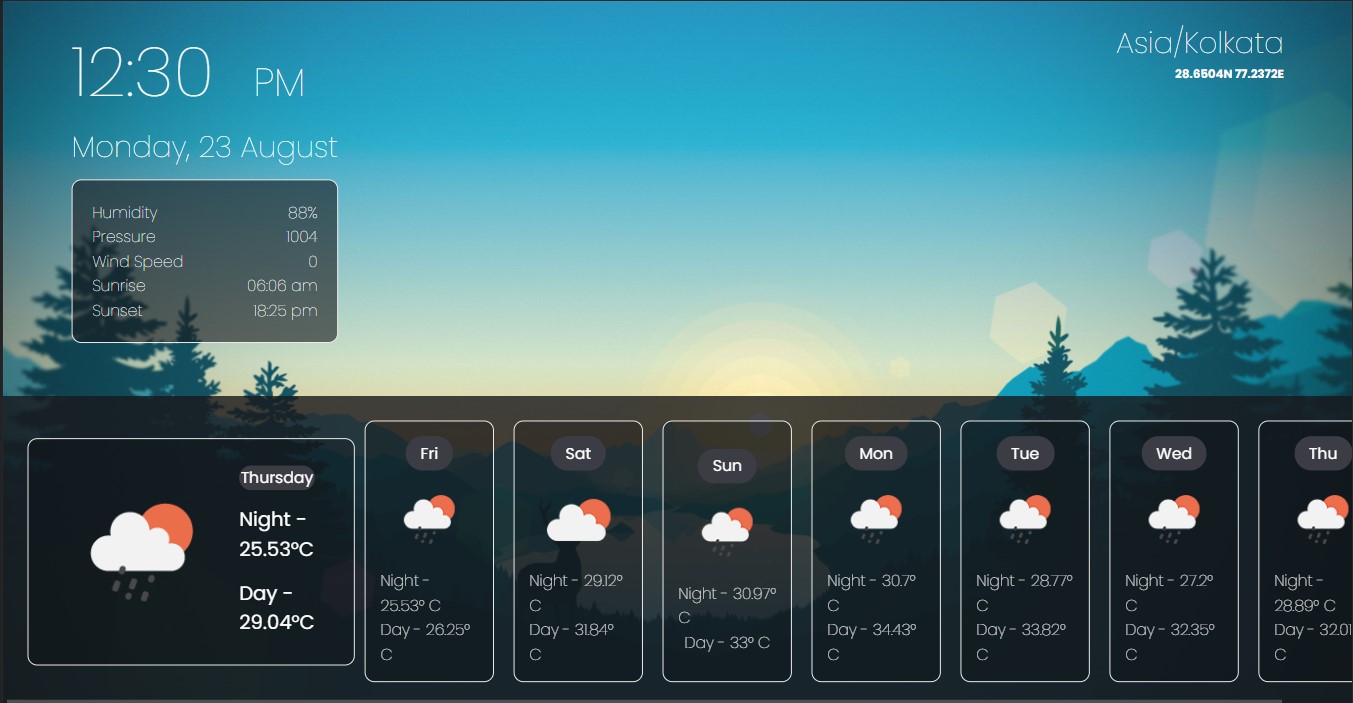 12:30 PM
Monday, 23 August
Asia/Kolkata
28.6504N 77.2372E
Humidity 88%
Pressure 1004
Wind Speed 0
Sunrise 06:06 am
Sunset 18:25 pm
Thursday
Night -
25.53°C
Day -
29.04°C
Fri
Night -
25.53° C
Day - 26.25°
C
Sat
Night - 29.12°
C
Day - 31.84°
C
Sun
Night - 30.97°
C
Day - 33° C
Mon
Night - 30.7°
C
Day - 34.43°
C
Tue
Night - 28.77°
C
Day - 33.82°
C
Wed
Night - 27.2°
C
Day - 32.35°
C
Thu
Night -
28.89° C
Day - 32.01
C